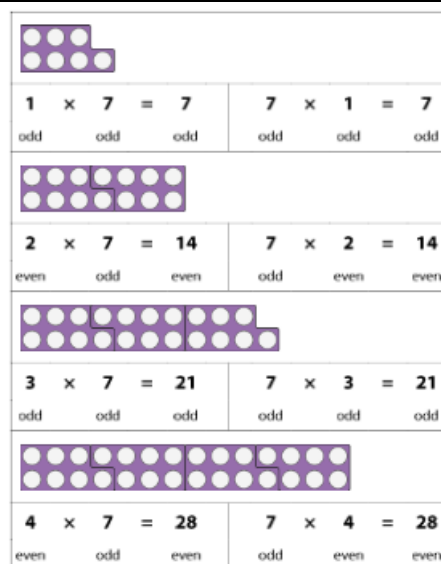 1 × 7 = 7 7 × 1 = 7
odd odd odd odd odd odd
2 × 7 = 14 7 × 2 = 14
even odd even odd even even
3 × 7 = 21 7 × 3 = 21
odd odd odd odd odd odd
4 × 7 = 28 7 × 4 = 28
even odd even odd even even